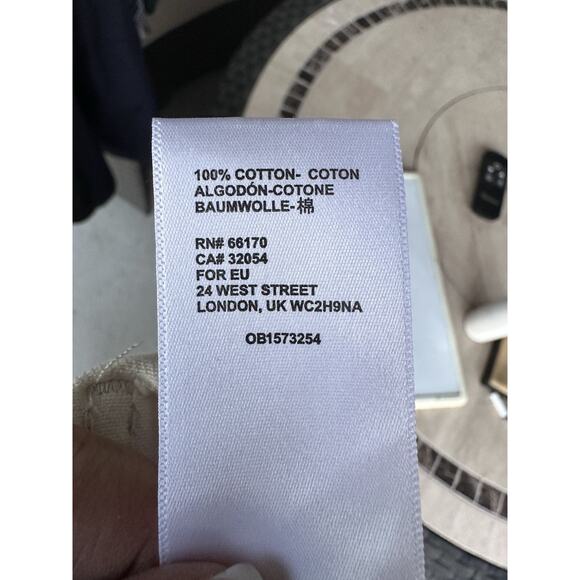 100% COTTON- COTON
ALGODÓN-COTONE
BAUMWOLLE-棉
RN# 66170
CA# 32054
FOR EU
24 WEST STREET
LONDON, UK WC2H9NA
OB1573254